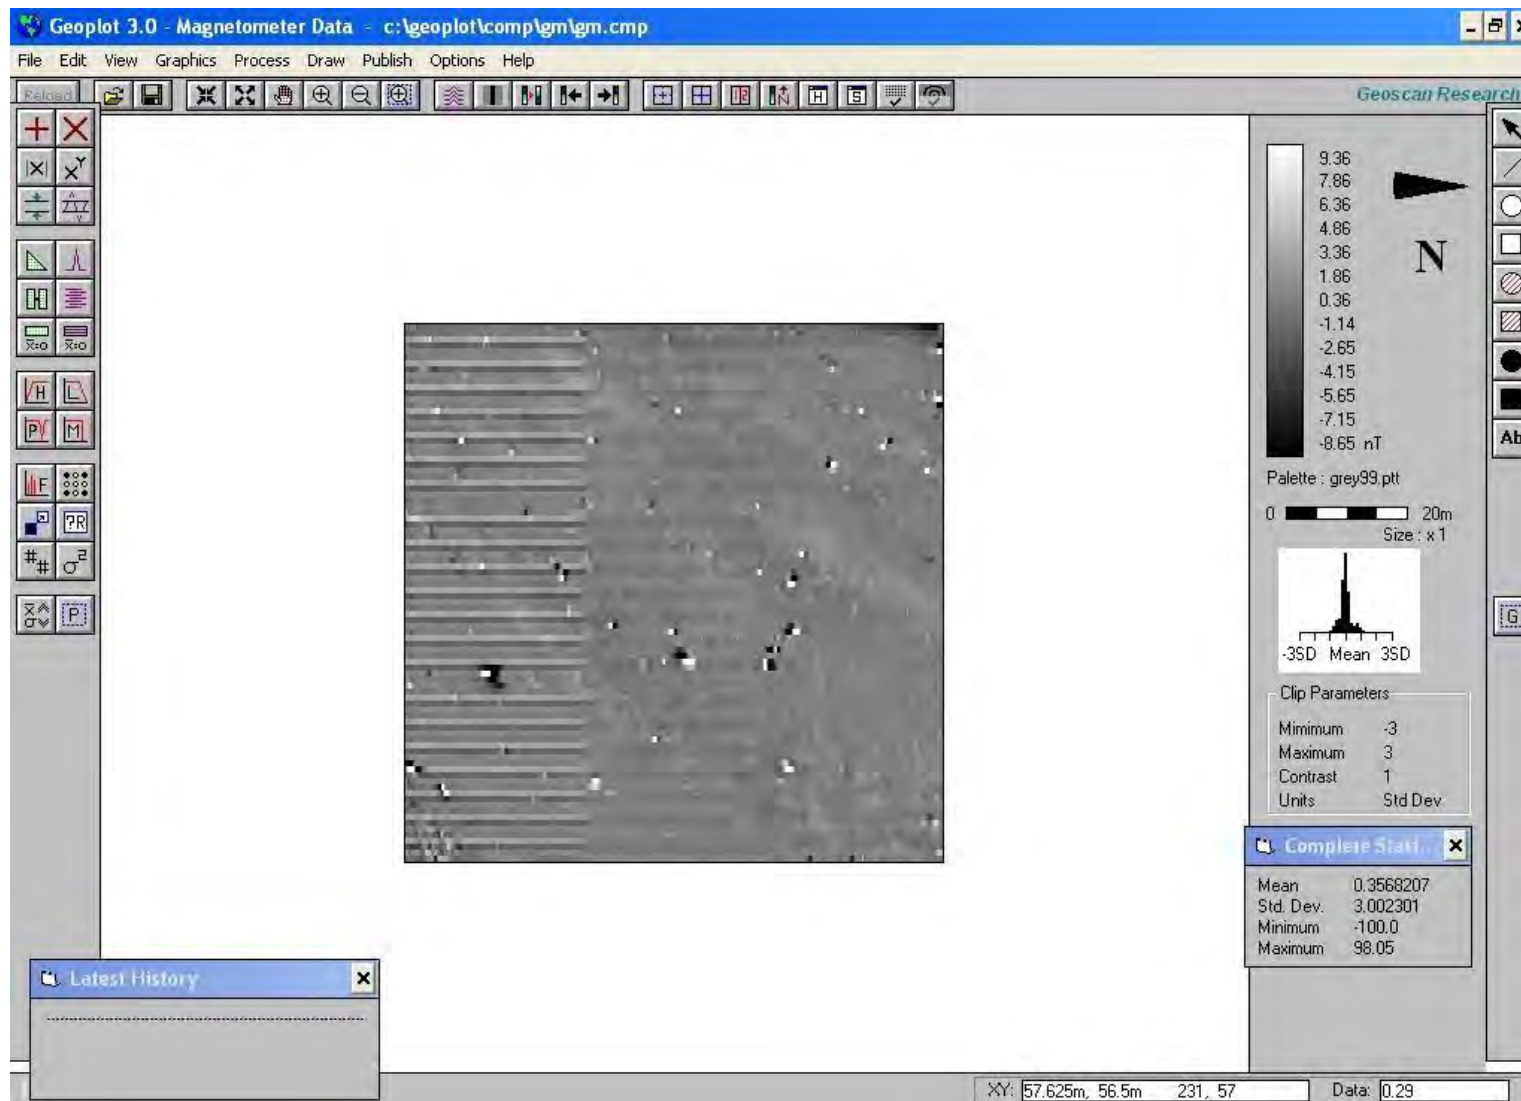 Geoplot 3.0 - Magnetometer Data - c:\geoplot\comp\gm\gm.cmp
File Edit View Graphics Process Draw Publish Options Help
Reload
Geoscan Research
9.36
7.86
6.36
4.86
3.36
1.86
0.36
-1.14
-2.65
-4.15
-5.65
-7.15
-8.65 nT
N
Palette : grey99.ptt
0 20m
Size : x 1
-3SD Mean 3SD
Clip Parameters
Mimimum -3
Maximum 3
Contrast 1
Units Std Dev
Complete Stati...
Mean 0.3568207
Std. Dev. 3.002301
Minimum -100.0
Maximum 98.05
Latest History
XY: 57.625m, 56.5m 231, 57 Data: 0.29